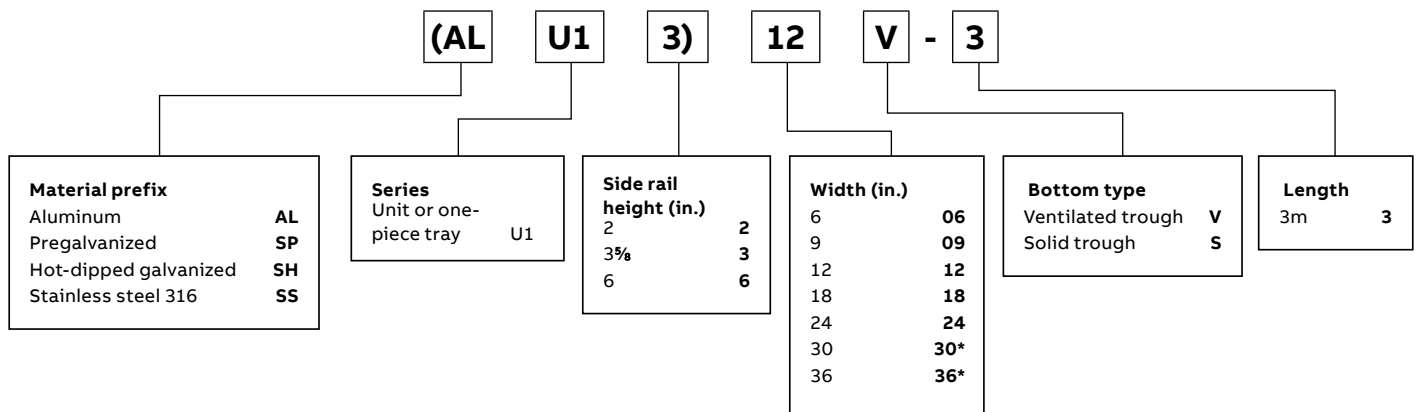 (AL U1 3) 12 V - 3
Material prefix
Aluminum AL
Pregalvanized SP
Hot-dipped galvanized SH
Stainless steel 316 SS
Series
Unit or one-
piece tray U1
Side rail
height (in.)
2 2
3⅝ 3
6 6
Width (in.)
6 06
9 09
12 12
18 18
24 24
30 30*
36 36*
Bottom type
Ventilated trough V
Solid trough S
Length
3m 3